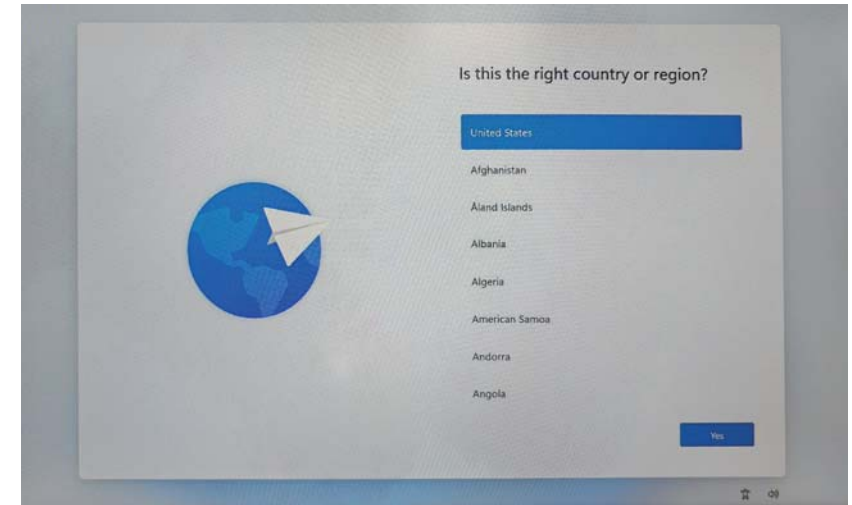 Is this the right country or region?
United States
Afghanistan
Åland Islands
Albania
Algeria
American Samoa
Andorra
Angola
Yes